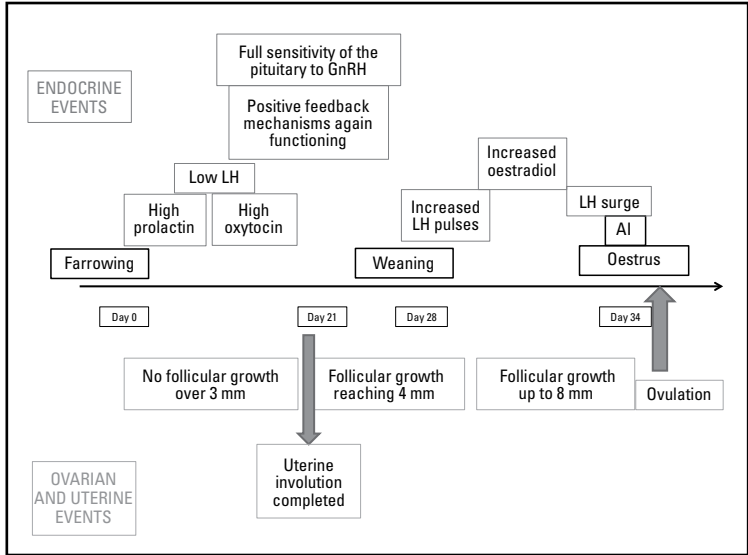 Full sensitivity of the
pituitary to GnRH
ENDOCRINE
EVENTS
Positive feedback
mechanisms again
functioning
Increased
oestradiol
Low LH
High
prolactin
High
oxytocin
Increased
LH pulses
LH surge
AI
Farrowing
Weaning
Oestrus
Day 0
Day 21
Day 28
Day 34
No follicular growth
over 3 mm
Follicular growth
reaching 4 mm
Follicular growth
up to 8 mm
Ovulation
Uterine
involution
completed
OVARIAN
AND UTERINE
EVENTS